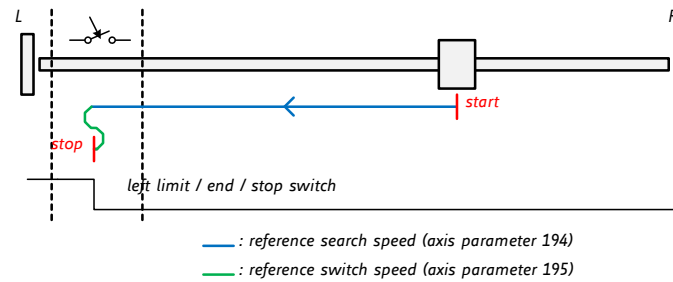 L
R
start
stop
left limit / end / stop switch
: reference search speed (axis parameter 194)
: reference switch speed (axis parameter 195)